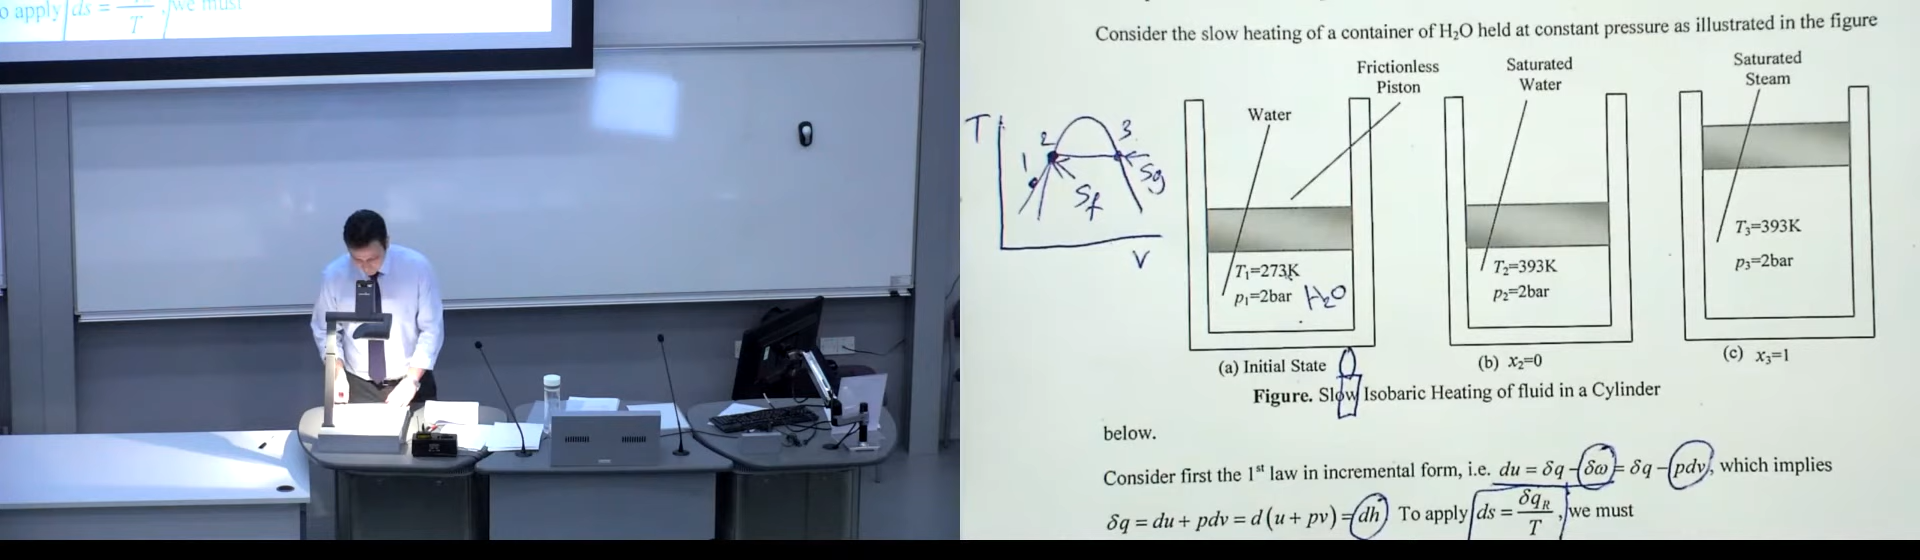 o apply ds = T , we must
Consider the slow heating of a container of H₂O held at constant pressure as illustrated in the figure
Frictionless
Piston
Saturated
Water
Saturated
Steam
Water
T
1
2
3
Sf
Sg
V
T₁=273K
p₁=2bar H₂O
T₂=393K
p₂=2bar
T₃=393K
p₃=2bar
(a) Initial State
(b) x₂=0
(c) x₃=1
Figure. Slow Isobaric Heating of fluid in a Cylinder
below.
Consider first the 1st law in incremental form, i.e. du = δq − δω = δq − pdv, which implies
δq = du + pdv = d(u + pv) = dh To apply ds = δqR/T, we must